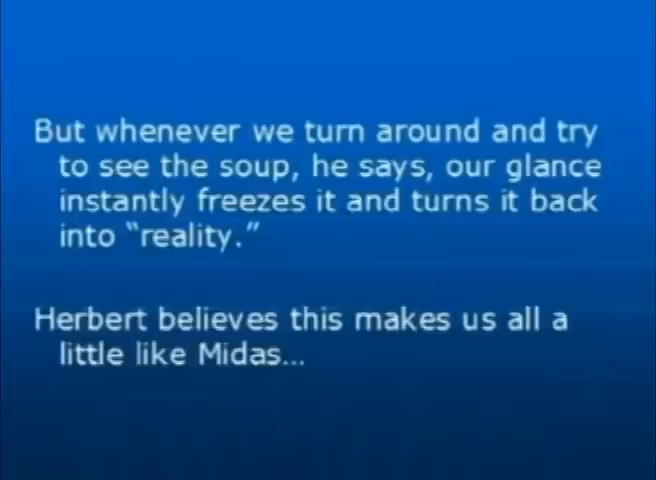 But whenever we turn around and try
to see the soup, he says, our glance
instantly freezes it and turns it back
into “reality.”
Herbert believes this makes us all a
little like Midas...